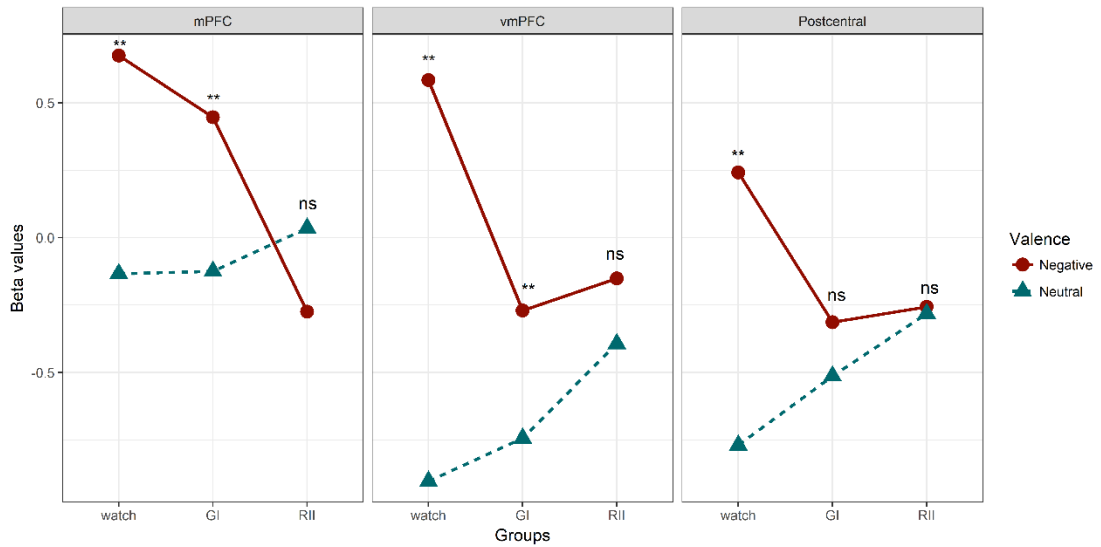 mPFC
vmPFC
Postcentral
**
**
ns
**
**
ns
**
ns
ns
0.5
0.0
-0.5
Beta values
watch
GI
RII
watch
GI
RII
watch
GI
RII
Groups
Valence
Negative
Neutral